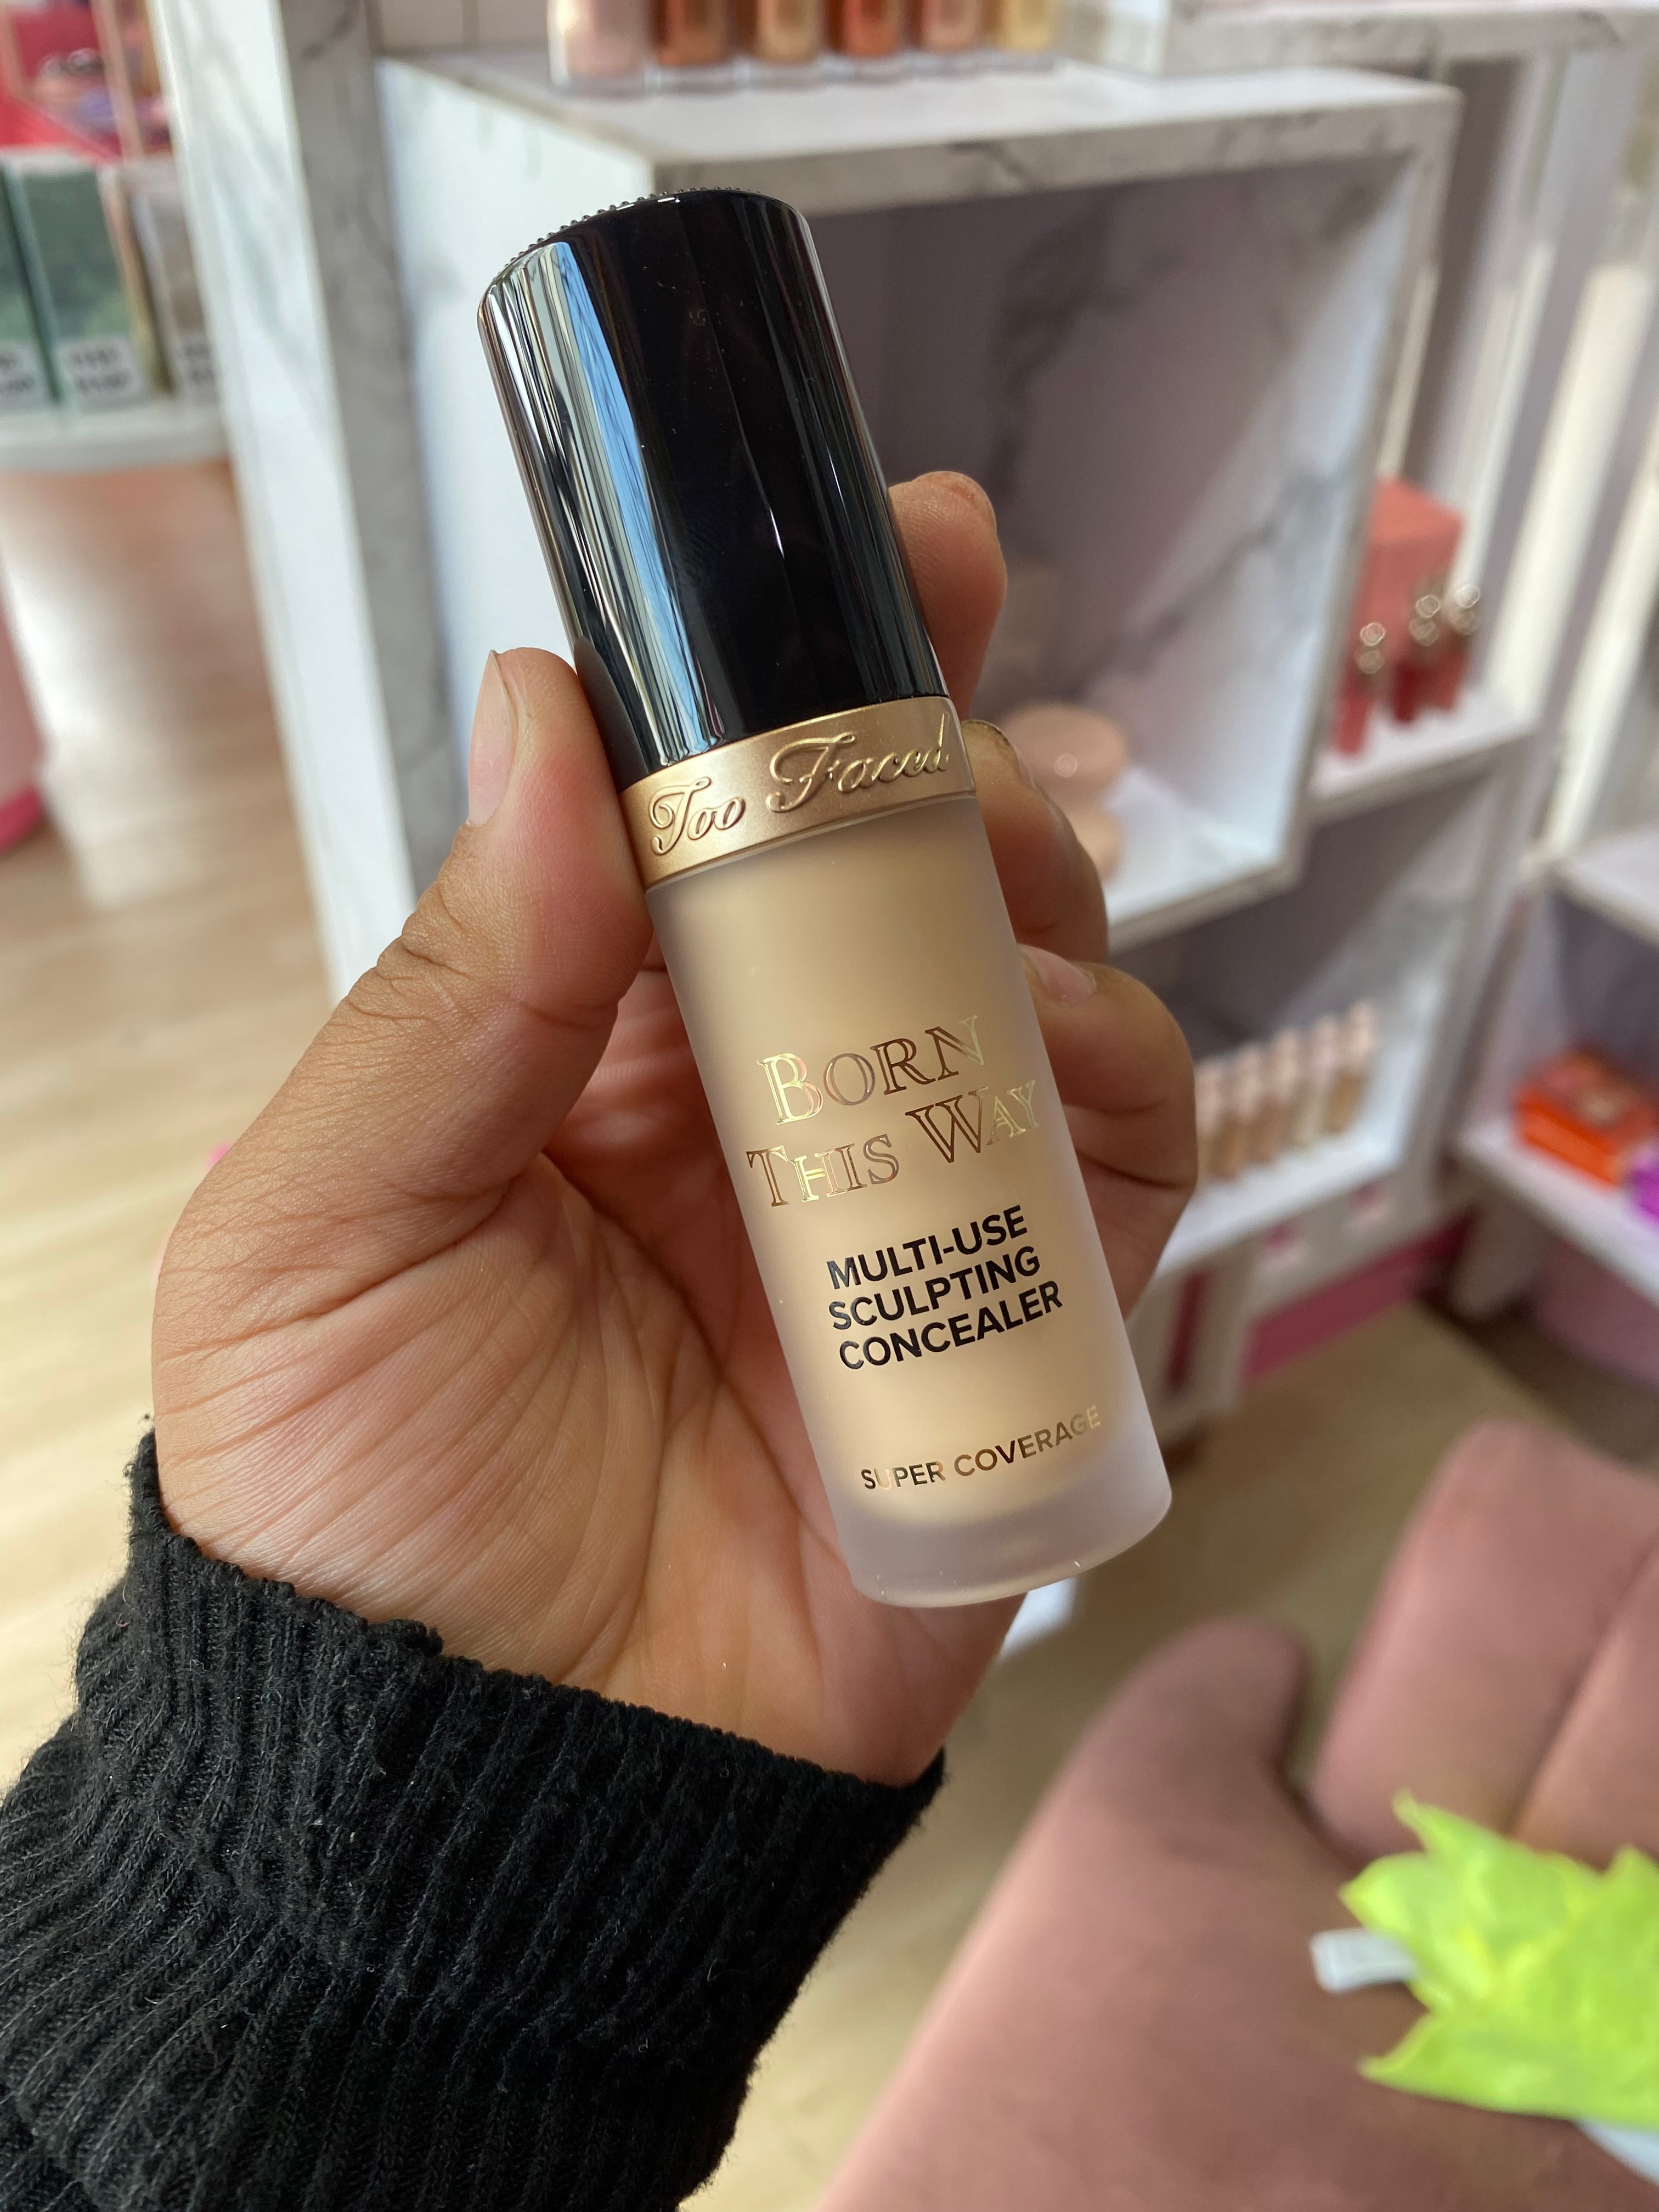 Too Faced
BORN
THIS WAY
MULTI-USE
SCULPTING
CONCEALER
SUPER COVERAGE